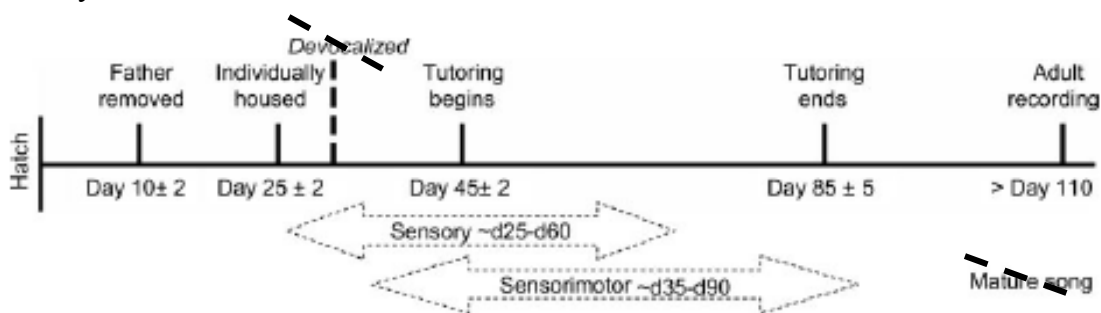 Devocalized
Father removed
Individually housed
Tutoring begins
Tutoring ends
Adult recording
Hatch
Day 10± 2
Day 25 ± 2
Day 45± 2
Day 85 ± 5
> Day 110
Sensory ~d25-d60
Sensorimotor ~d35-d90
Mature song